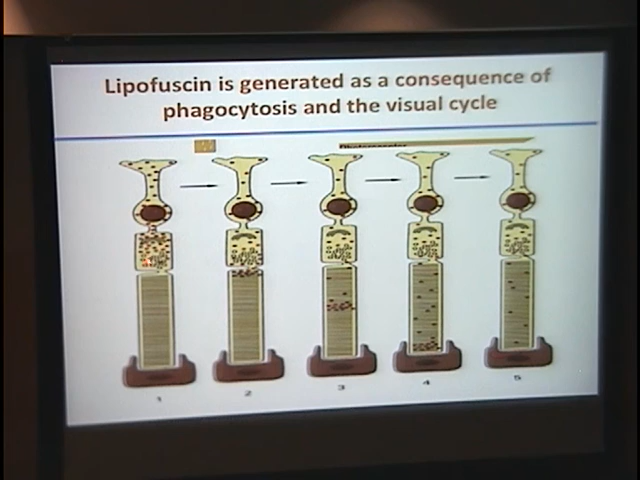 Lipofuscin is generated as a consequence of
phagocytosis and the visual cycle
1
2
3
4
5